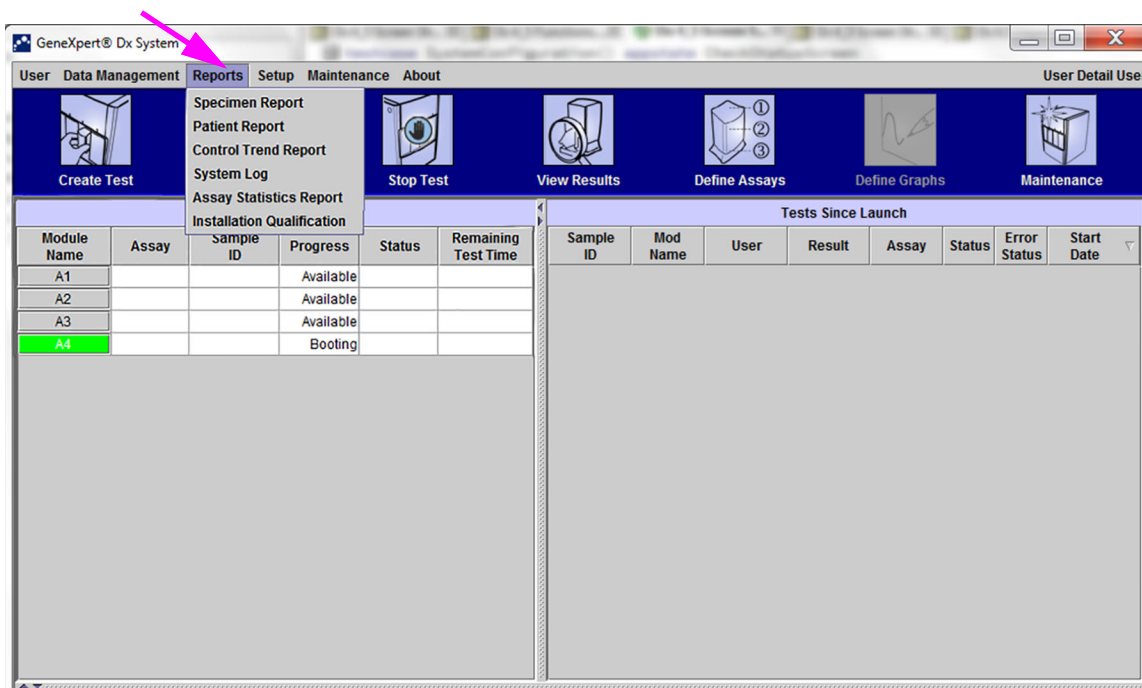 GeneXpert® Dx System
User Data Management Reports Setup Maintenance About User Detail Use
Specimen Report
Patient Report
Control Trend Report
System Log
Assay Statistics Report
Installation Qualification
Create Test Stop Test View Results Define Assays Define Graphs Maintenance
Tests Since Launch
Module Name Assay Sample ID Progress Status Remaining Test Time
Sample ID Mod Name User Result Assay Status Error Status Start Date
A1 Available
A2 Available
A3 Available
A4 Booting